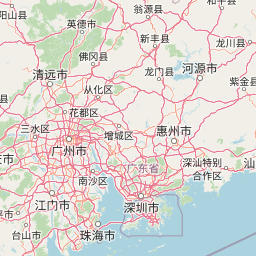 山县
翁源县
和平县
英德市
新丰县
龙川县
佛冈县
河源市
清远市
龙门县
紫金县
从化区
花都区
三水区
增城区
惠州市
广州市
广东省
深汕特别
合作区
汕
南沙区
江门市
深圳市
珠海市
台山市